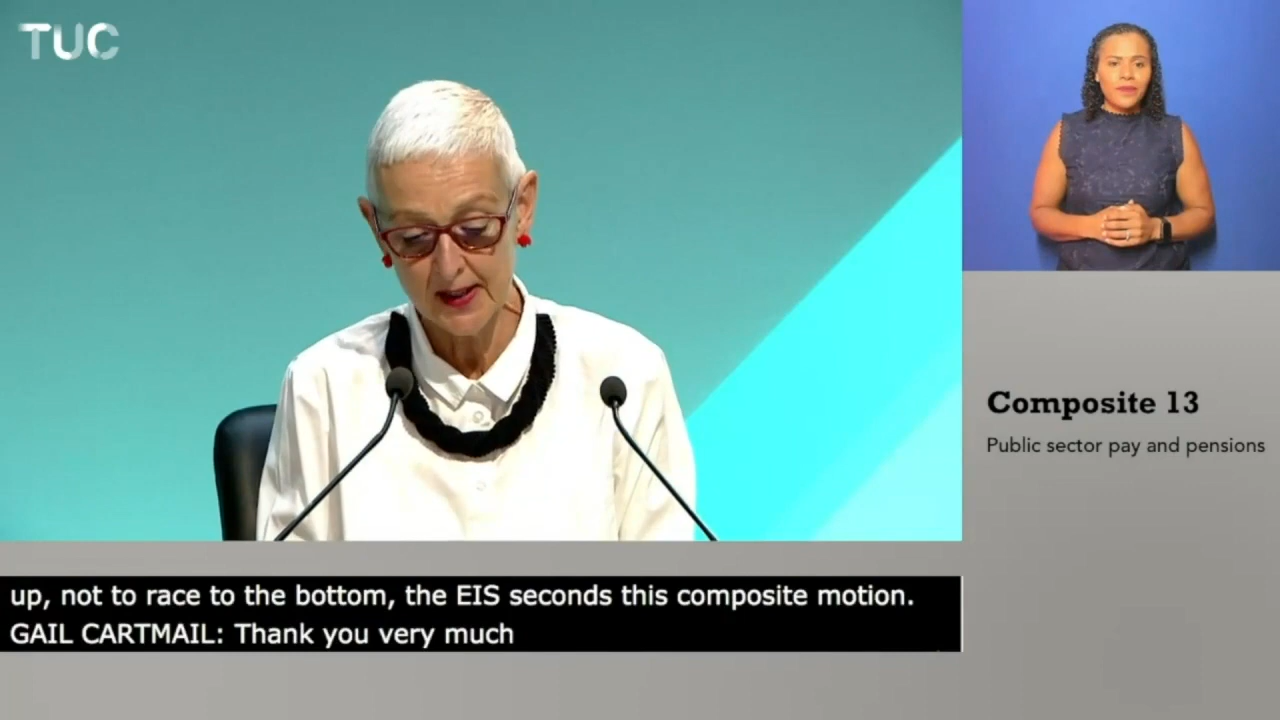 TUC
Composite 13
Public sector pay and pensions
up, not to race to the bottom, the EIS seconds this composite motion.
GAIL CARTMAIL: Thank you very much